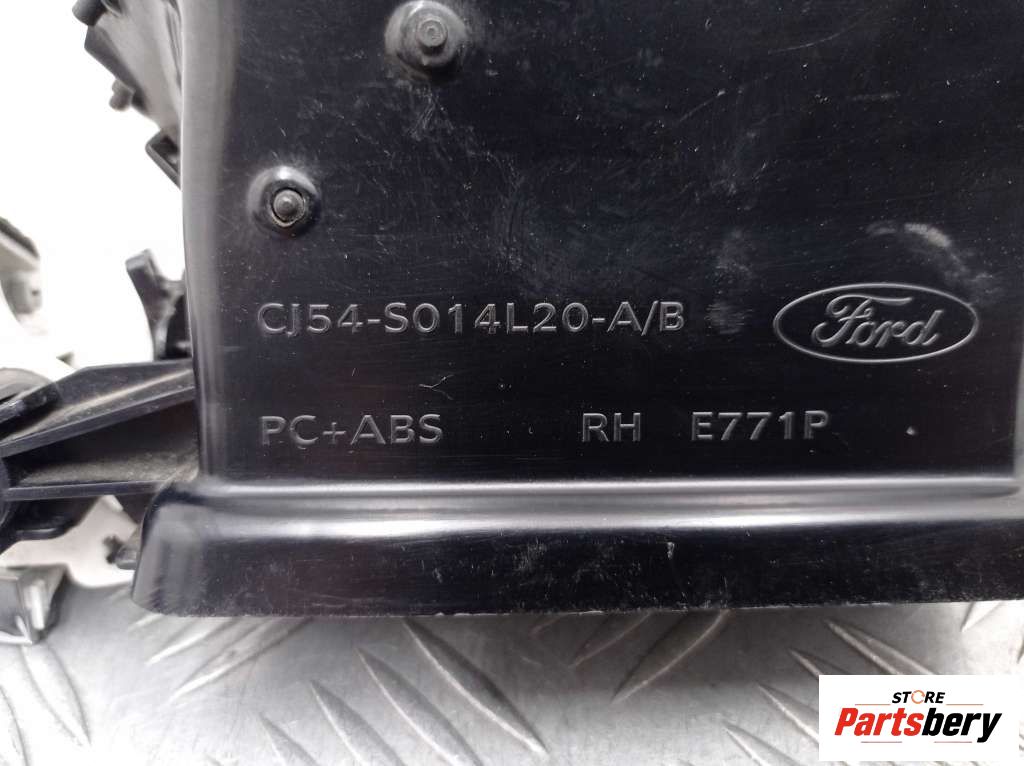 CJ54-S014L20-A/B
Ford
PC+ABS RH E771P
STORE
Partsbery